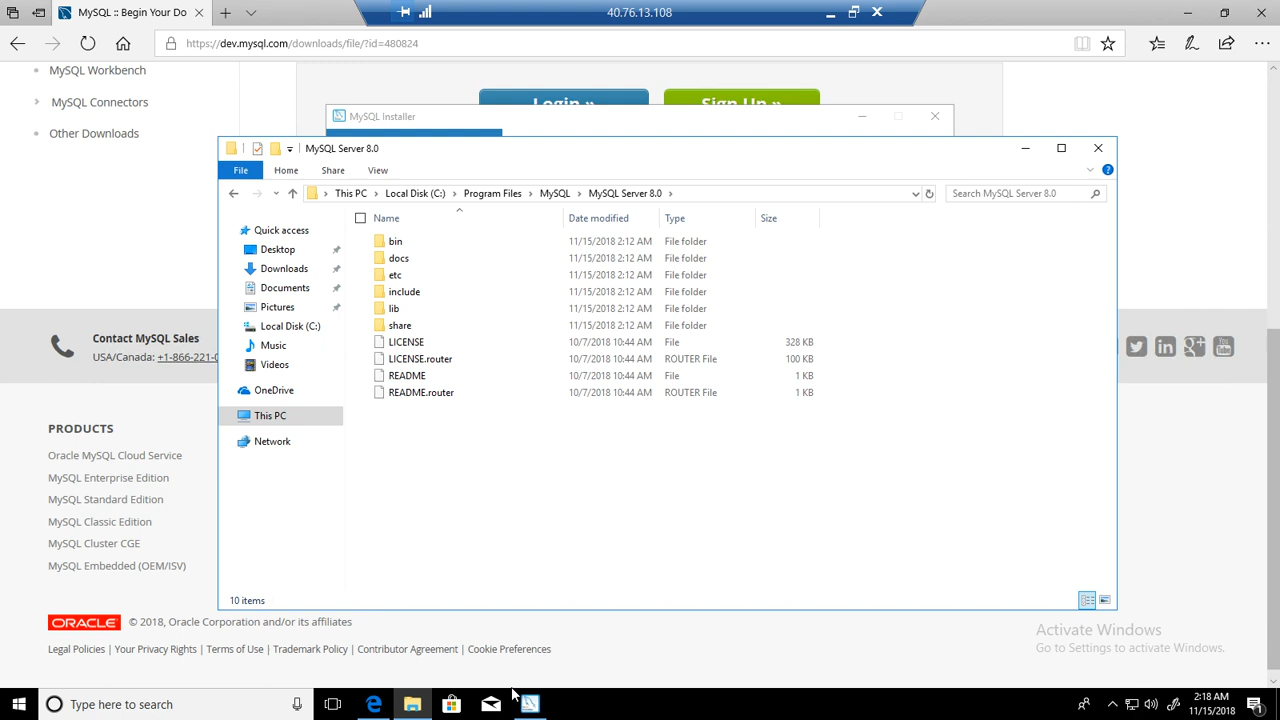 MySQL :: Begin Your Do
40.76.13.108
https://dev.mysql.com/downloads/file/?id=480824
MySQL Workbench
MySQL Connectors
Other Downloads
Login »
Sign Up »
MySQL Installer
MySQL Server 8.0
File
Home
Share
View
This PC
Local Disk (C:)
Program Files
MySQL
MySQL Server 8.0
Search MySQL Server 8.0
Name
Date modified
Type
Size
Quick access
Desktop
Downloads
Documents
Pictures
Local Disk (C:)
Music
Videos
OneDrive
This PC
Network
bin 11/15/2018 2:12 AM File folder
docs 11/15/2018 2:12 AM File folder
etc 11/15/2018 2:12 AM File folder
include 11/15/2018 2:12 AM File folder
lib 11/15/2018 2:12 AM File folder
share 11/15/2018 2:12 AM File folder
LICENSE 10/7/2018 10:44 AM File 328 KB
LICENSE.router 10/7/2018 10:44 AM ROUTER File 100 KB
README 10/7/2018 10:44 AM File 1 KB
README.router 10/7/2018 10:44 AM ROUTER File 1 KB
10 items
Contact MySQL Sales
USA/Canada: +1-866-221-0
PRODUCTS
Oracle MySQL Cloud Service
MySQL Enterprise Edition
MySQL Standard Edition
MySQL Classic Edition
MySQL Cluster CGE
MySQL Embedded (OEM/ISV)
ORACLE © 2018, Oracle Corporation and/or its affiliates
Legal Policies | Your Privacy Rights | Terms of Use | Trademark Policy | Contributor Agreement | Cookie Preferences
Activate Windows
Go to Settings to activate Windows.
Type here to search
2:18 AM
11/15/2018
1